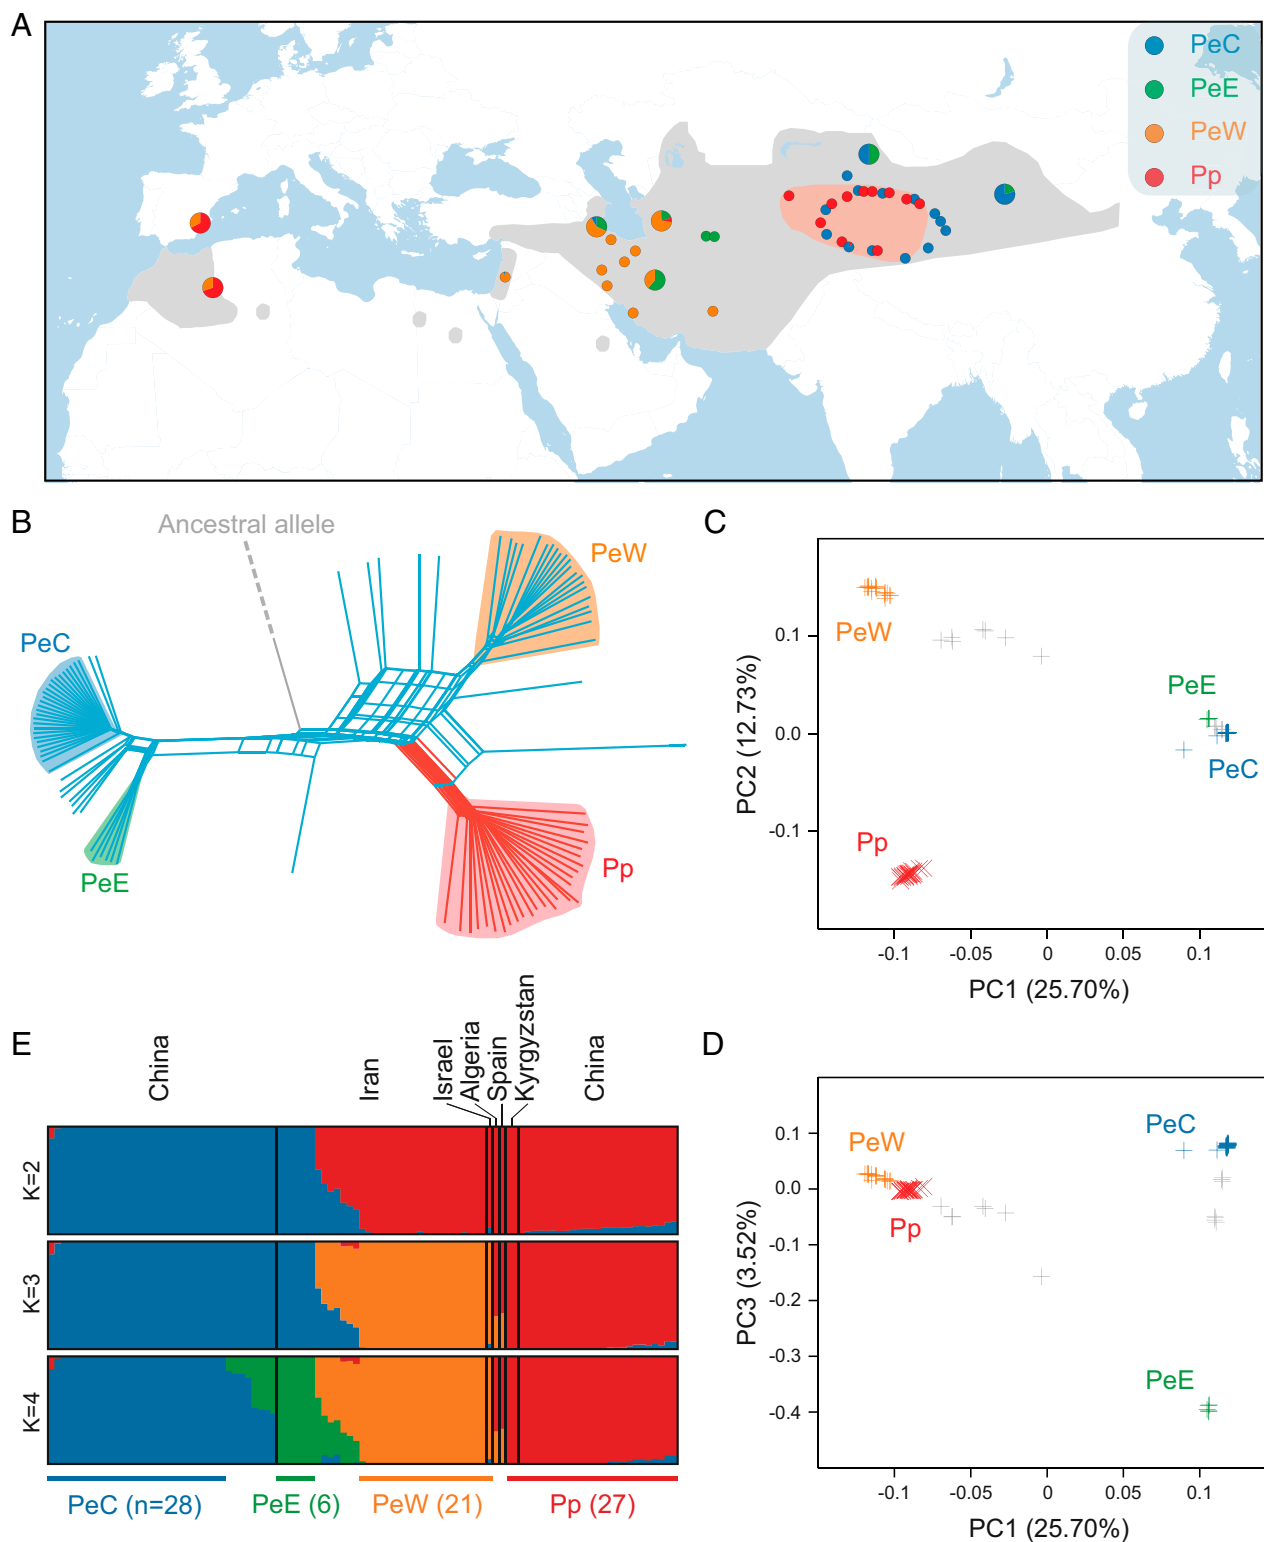 A
PeC
PeE
PeW
Pp
B
Ancestral allele
PeW
PeC
PeE
Pp
C
PeW
PeE
PeC
Pp
0.1
0.0
-0.1
PC2 (12.73%)
-0.1
-0.05
0
0.05
0.1
PC1 (25.70%)
D
PeW
PeC
Pp
PeE
0.1
0.0
-0.1
-0.2
-0.3
-0.4
PC3 (3.52%)
-0.1
-0.05
0
0.05
0.1
PC1 (25.70%)
E
China
Iran
Israel
Algeria
Spain
Kyrgyzstan
China
K=2
K=3
K=4
PeC (n=28)
PeE (6)
PeW (21)
Pp (27)